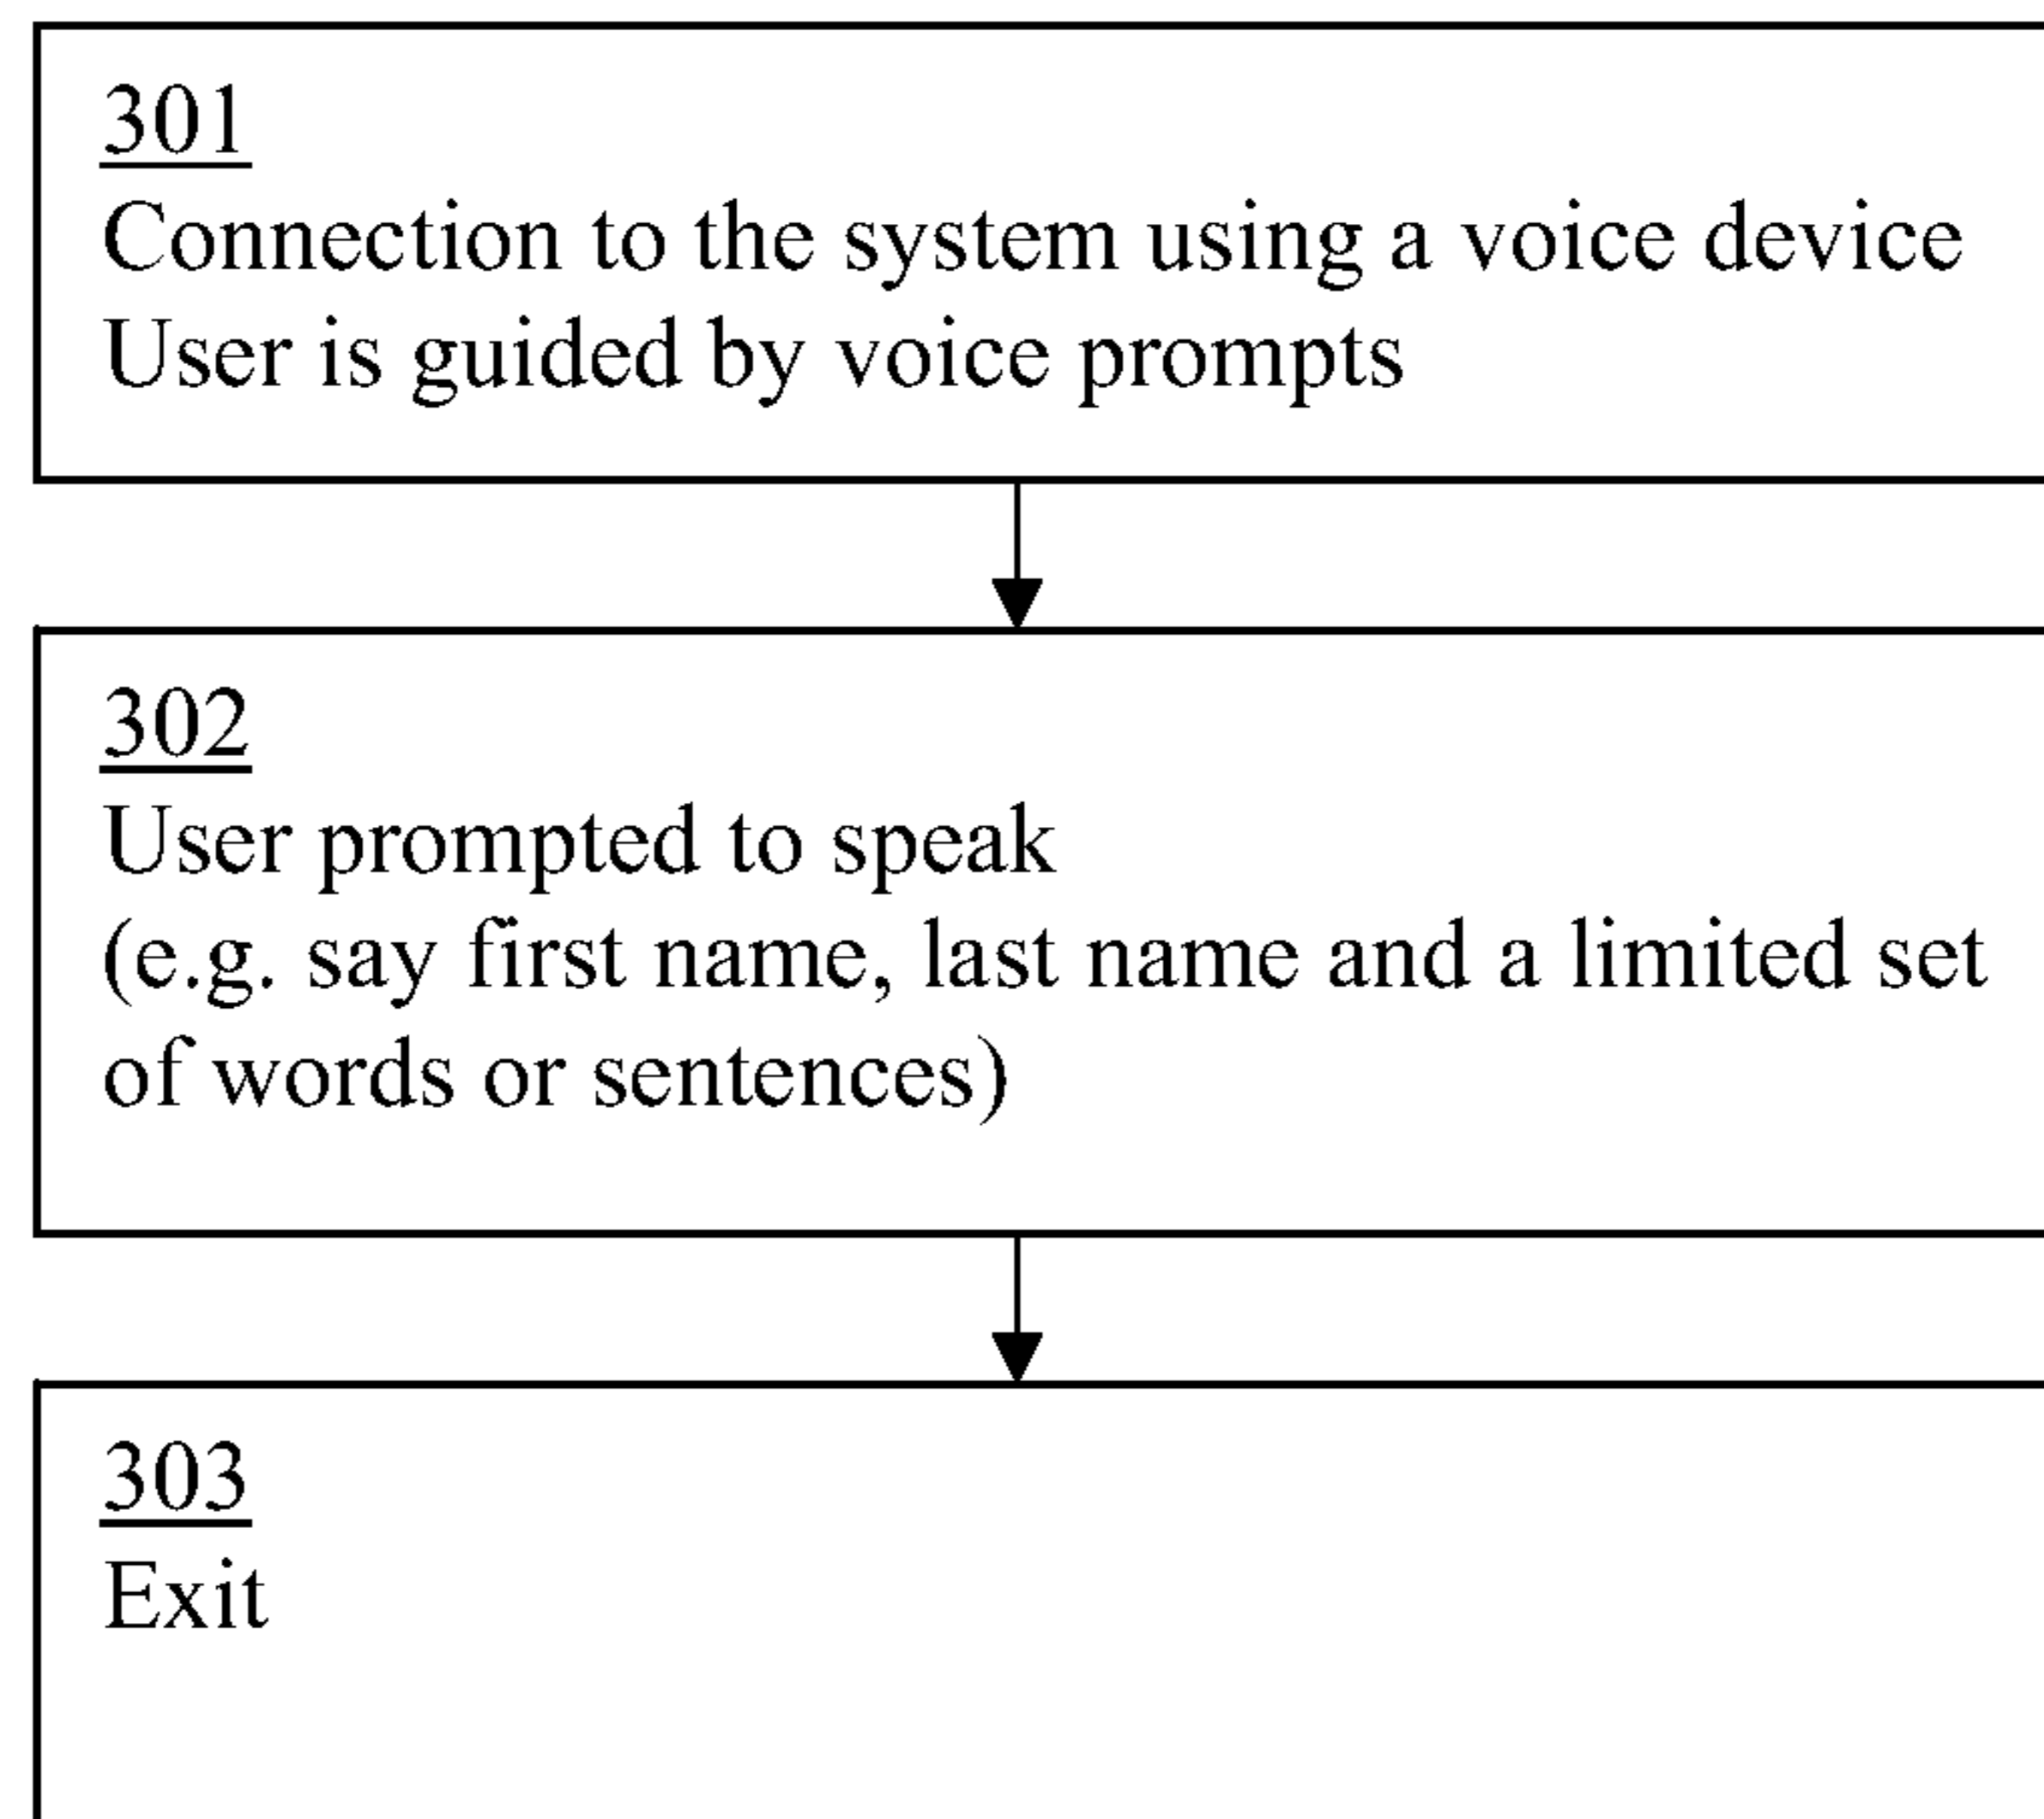 301
Connection to the system using a voice device
User is guided by voice prompts
302
User prompted to speak
(e.g. say first name, last name and a limited set
of words or sentences)
303
Exit